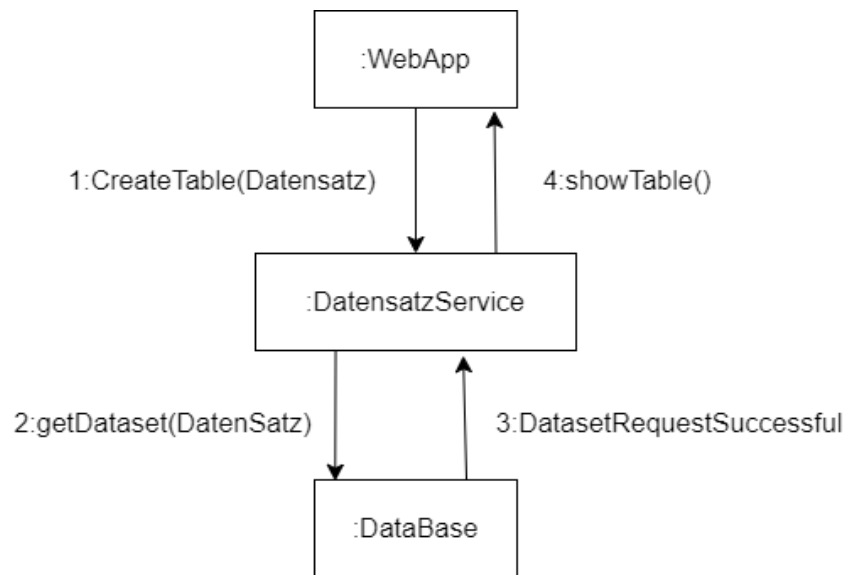 :WebApp
1:CreateTable(Datensatz)
4:showTable()
:DatensatzService
2:getDataset(DatenSatz)
3:DatasetRequestSuccessful
:DataBase